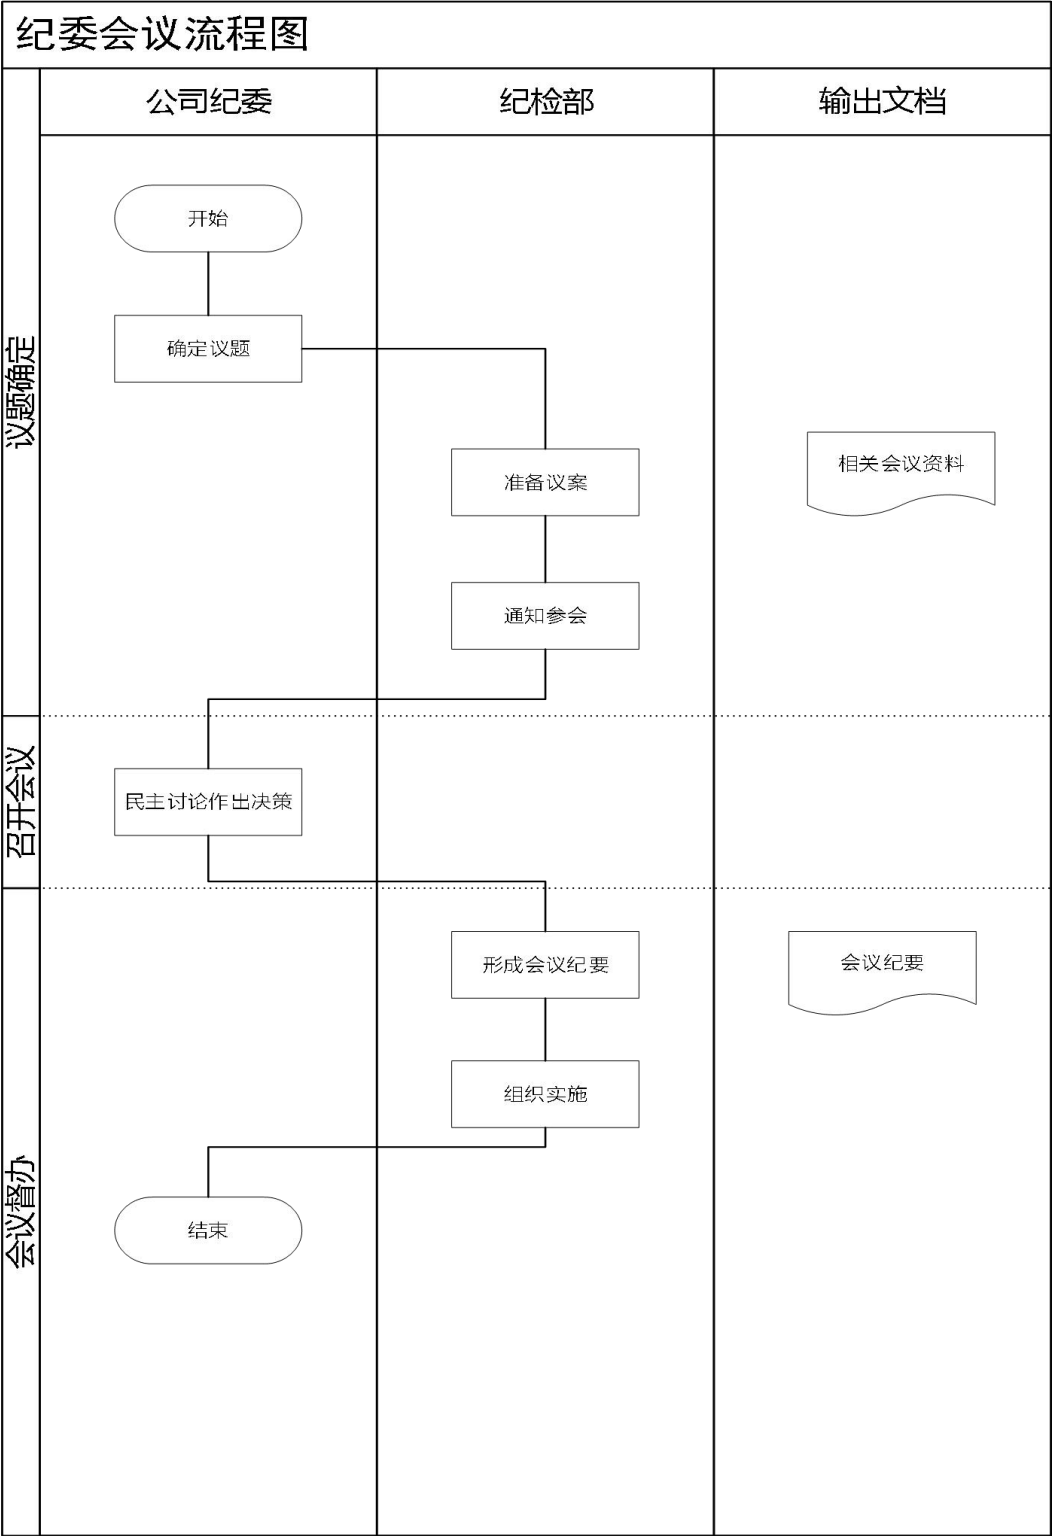 纪委会议流程图
公司纪委
纪检部
输出文档
议题确定
开始
确定议题
准备议案
相关会议资料
通知参会
召开会议
民主讨论作出决策
会议督办
形成会议纪要
会议纪要
组织实施
结束